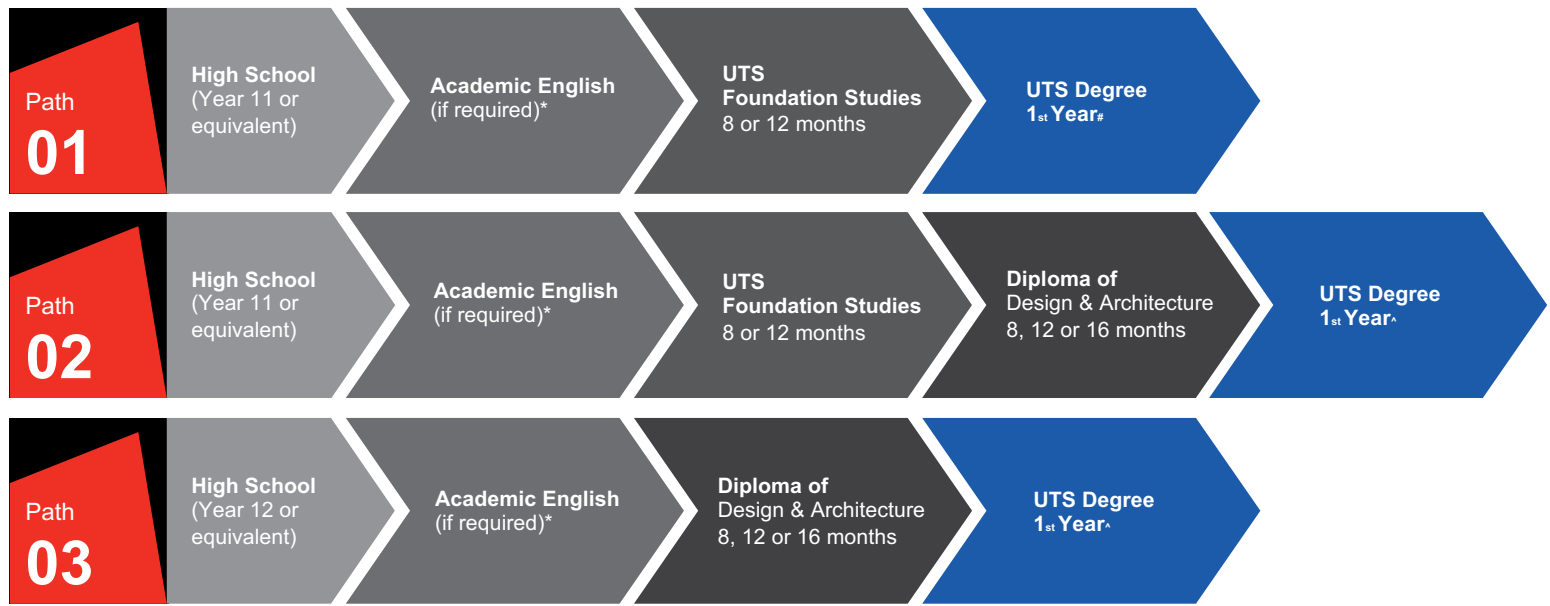 Path
01
High School
(Year 11 or
equivalent)
Academic English
(if required)*
UTS
Foundation Studies
8 or 12 months
UTS Degree
1st Year#
Path
02
High School
(Year 11 or
equivalent)
Academic English
(if required)*
UTS
Foundation Studies
8 or 12 months
Diploma of
Design & Architecture
8, 12 or 16 months
UTS Degree
1st Year^
Path
03
High School
(Year 12 or
equivalent)
Academic English
(if required)*
Diploma of
Design & Architecture
8, 12 or 16 months
UTS Degree
1st Year^